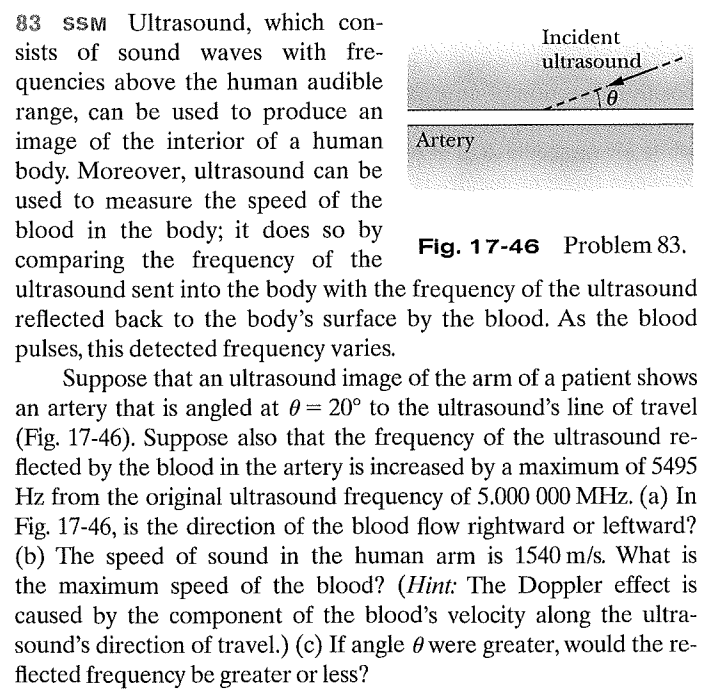 83 SSM Ultrasound, which con-
sists of sound waves with fre-
quencies above the human audible
range, can be used to produce an
image of the interior of a human
body. Moreover, ultrasound can be
used to measure the speed of the
blood in the body; it does so by
comparing the frequency of the
Incident
ultrasound
θ
Artery
Fig. 17-46 Problem 83.
ultrasound sent into the body with the frequency of the ultrasound
reflected back to the body's surface by the blood. As the blood
pulses, this detected frequency varies.
Suppose that an ultrasound image of the arm of a patient shows
an artery that is angled at θ = 20° to the ultrasound's line of travel
(Fig. 17-46). Suppose also that the frequency of the ultrasound re-
flected by the blood in the artery is increased by a maximum of 5495
Hz from the original ultrasound frequency of 5.000 000 MHz. (a) In
Fig. 17-46, is the direction of the blood flow rightward or leftward?
(b) The speed of sound in the human arm is 1540 m/s. What is
the maximum speed of the blood? (Hint: The Doppler effect is
caused by the component of the blood's velocity along the ultra-
sound's direction of travel.) (c) If angle θ were greater, would the re-
flected frequency be greater or less?